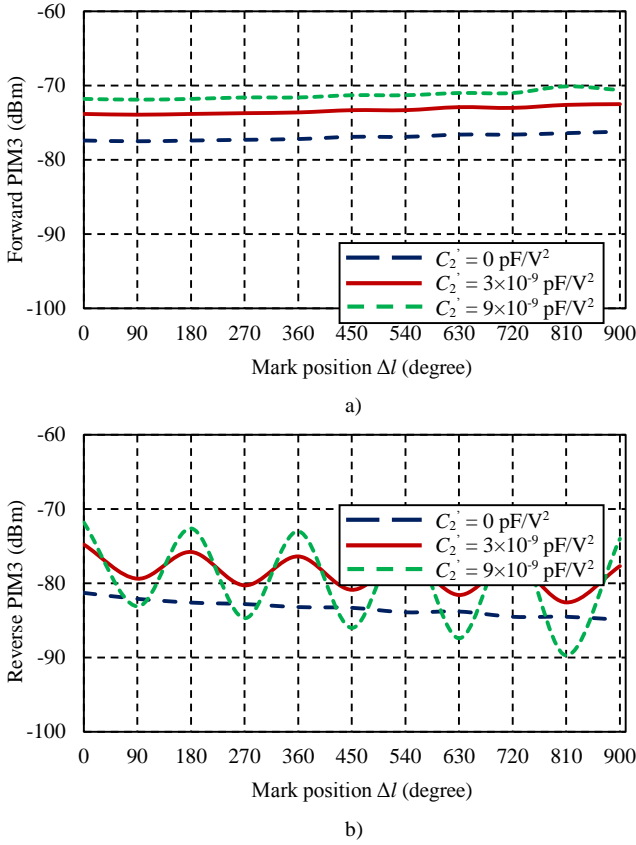 -60
-70
-80
-90
-100
Forward PIM3 (dBm)
C2' = 0 pF/V²
C2' = 3×10⁻⁹ pF/V²
C2' = 9×10⁻⁹ pF/V²
0 90 180 270 360 450 540 630 720 810 900
Mark position Δl (degree)
a)
-60
-70
-80
-90
-100
Reverse PIM3 (dBm)
C2' = 0 pF/V²
C2' = 3×10⁻⁹ pF/V²
C2' = 9×10⁻⁹ pF/V²
0 90 180 270 360 450 540 630 720 810 900
Mark position Δl (degree)
b)